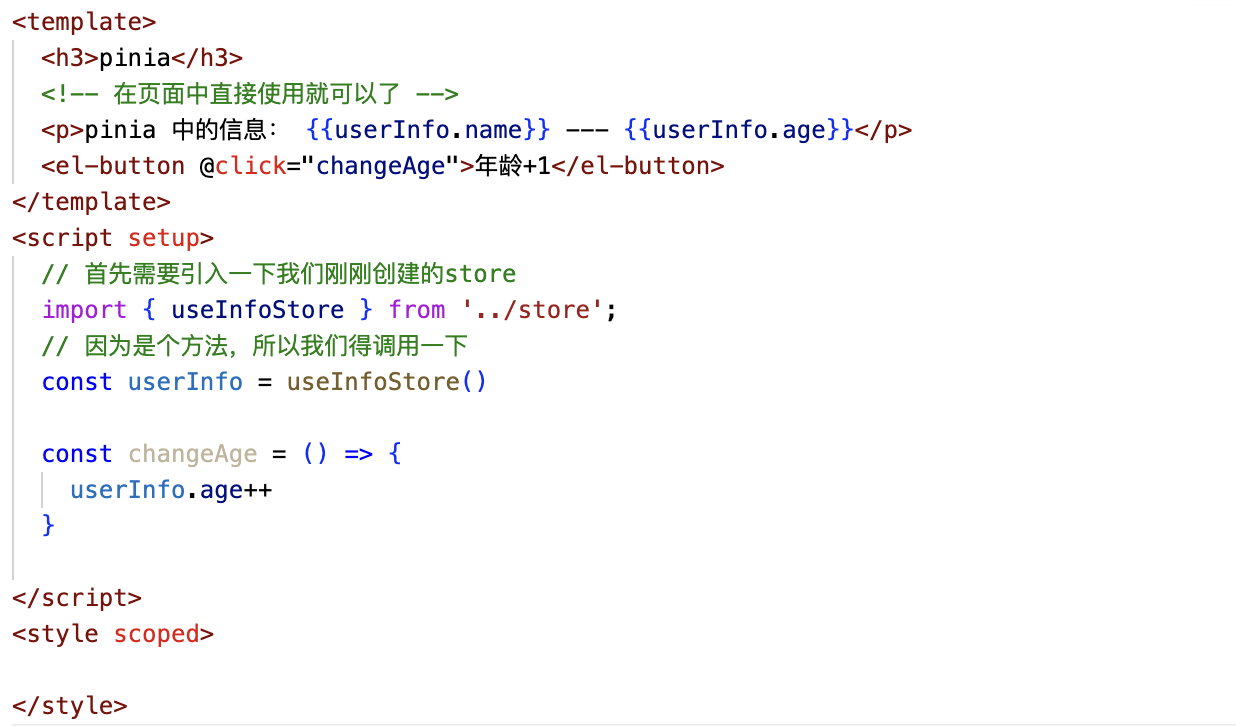 <template>
  <h3>pinia</h3>
  <!-- 在页面中直接使用就可以了 -->
  <p>pinia 中的信息： {{userInfo.name}} --- {{userInfo.age}}</p>
  <el-button @click="changeAge">年龄+1</el-button>
</template>
<script setup>
  // 首先需要引入一下我们刚刚创建的store
  import { useInfoStore } from '../store';
  // 因为是个方法，所以我们得调用一下
  const userInfo = useInfoStore()
  const changeAge = () => {
    userInfo.age++
  }
</script>
<style scoped>
</style>